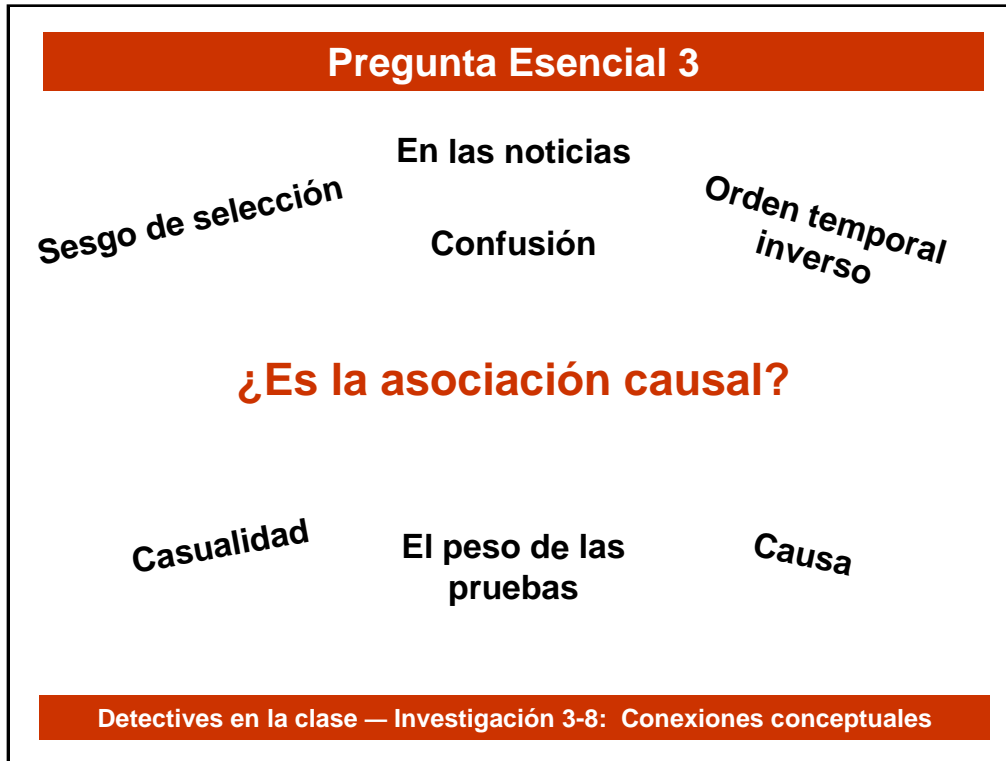 Pregunta Esencial 3
En las noticias
Sesgo de selección
Confusión
Orden temporal
inverso
¿Es la asociación causal?
Casualidad
El peso de las
pruebas
Causa
Detectives en la clase — Investigación 3-8: Conexiones conceptuales